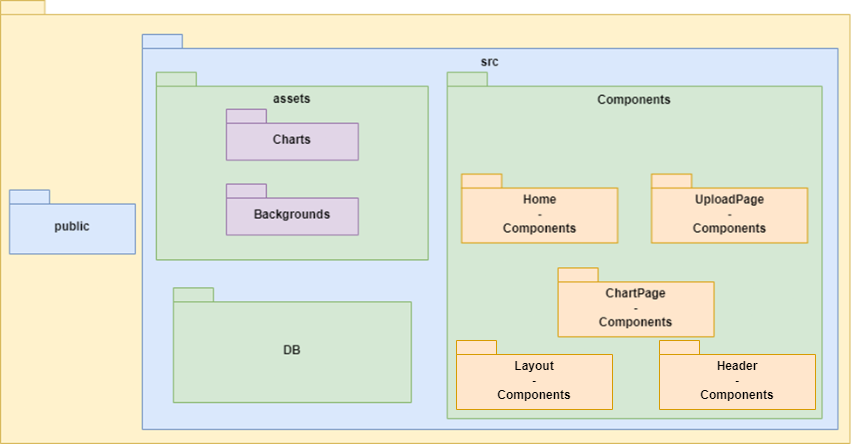 src
assets
Components
Charts
Backgrounds
public
Home
-
Components
UploadPage
-
Components
ChartPage
-
Components
DB
Layout
-
Components
Header
-
Components